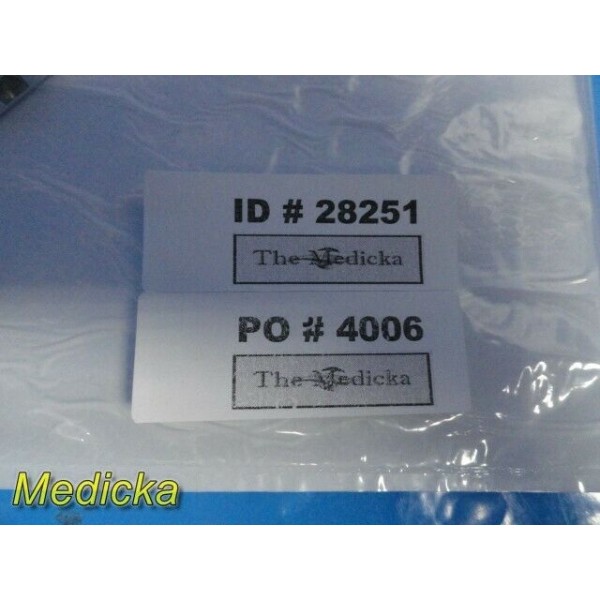 ID # 28251
The Medicka
PO # 4006
The Medicka
Medicka